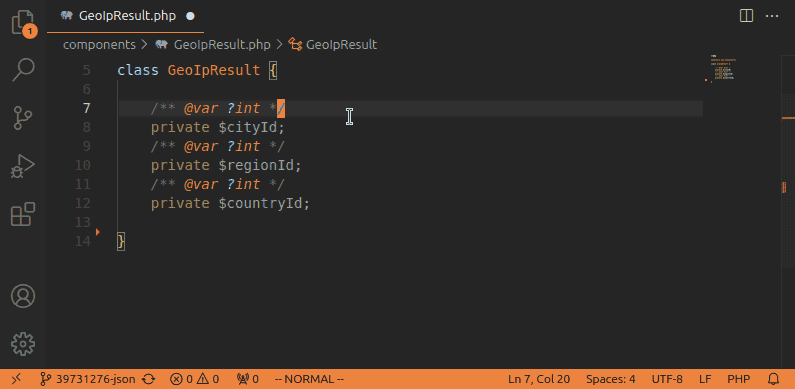 GeoIpResult.php
1
components > GeoIpResult.php > GeoIpResult
5 class GeoIpResult {
6
7 /** @var ?int */
8 private $cityId;
9 /** @var ?int */
10 private $regionId;
11 /** @var ?int */
12 private $countryId;
13
14 }
39731276-json 0 0 0 -- NORMAL -- Ln 7, Col 20 Spaces: 4 UTF-8 LF PHP